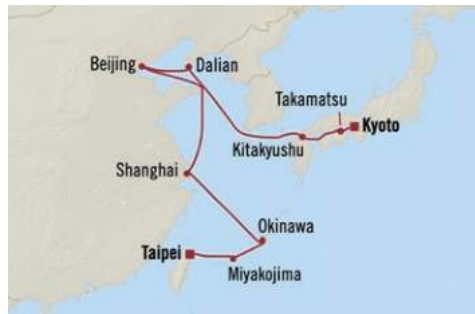 Beijing
Dalian
Takamatsu
Kyoto
Kitakyushu
Shanghai
Okinawa
Taipei
Miyakojima